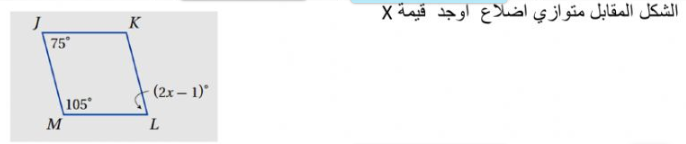 الشكل المقابل متوازي اضلاع اوجد قيمة X
J
K
75°
(2x – 1)°
105°
M
L